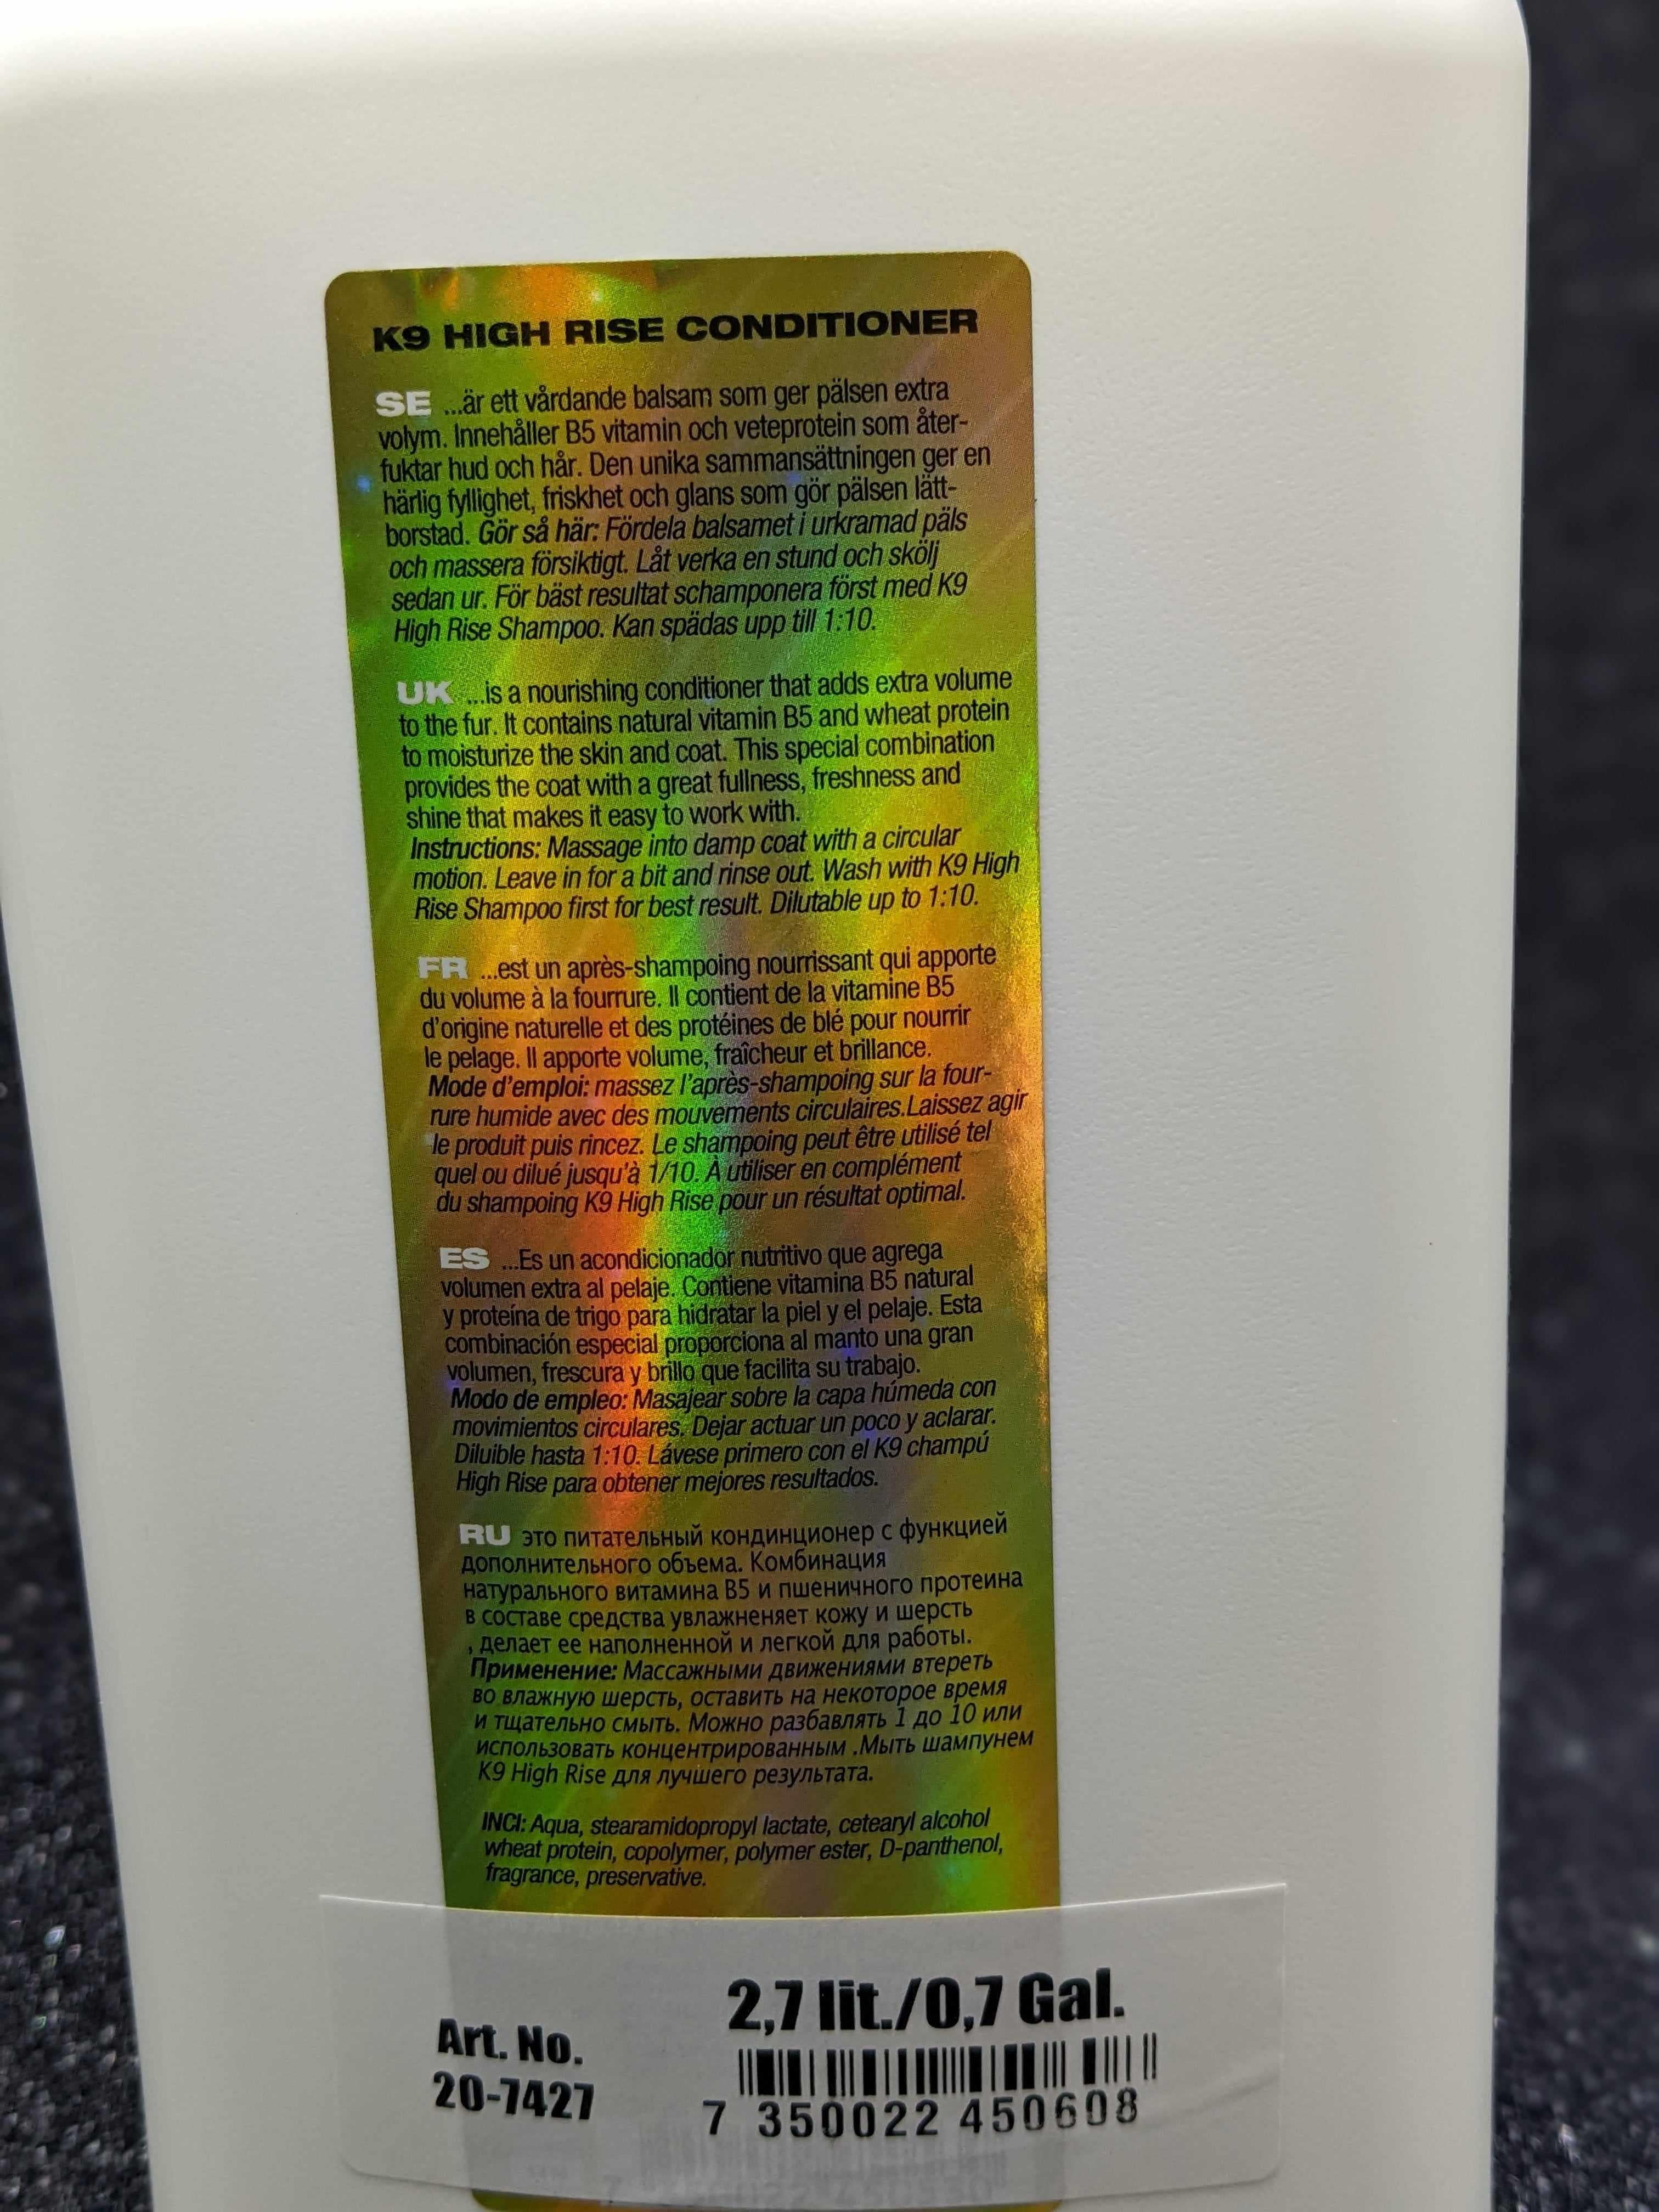 K9 HIGH RISE CONDITIONER
SE ...är ett vårdande balsam som ger pälsen extra
volym. Innehåller B5 vitamin och veteprotein som åter-
fuktar hud och hår. Den unika sammansättningen ger en
härlig fyllighet, friskhet och glans som gör pälsen lätt-
borstad. Gör så här: Fördela balsamet i urkramad päls
och massera försiktigt. Låt verka en stund och skölj
sedan ur. För bäst resultat schamponera först med K9
High Rise Shampoo. Kan spädas upp till 1:10.
UK ...is a nourishing conditioner that adds extra volume
to the fur. It contains natural vitamin B5 and wheat protein
to moisturize the skin and coat. This special combination
provides the coat with a great fullness, freshness and
shine that makes it easy to work with.
Instructions: Massage into damp coat with a circular
motion. Leave in for a bit and rinse out. Wash with K9 High
Rise Shampoo first for best result. Dilutable up to 1:10.
FR ...est un après-shampoing nourrissant qui apporte
du volume à la fourrure. Il contient de la vitamine B5
d'origine naturelle et des protéines de blé pour nourrir
le pelage. Il apporte volume, fraîcheur et brillance.
Mode d'emploi: massez l'après-shampoing sur la four-
rure humide avec des mouvements circulaires.Laissez agir
le produit puis rincez. Le shampoing peut être utilisé tel
quel ou dilué jusqu'à 1/10. À utiliser en complément
du shampoing K9 High Rise pour un résultat optimal.
ES ...Es un acondicionador nutritivo que agrega
volumen extra al pelaje. Contiene vitamina B5 natural
y proteína de trigo para hidratar la piel y el pelaje. Esta
combinación especial proporciona al manto una gran
volumen, frescura y brillo que facilita su trabajo.
Modo de empleo: Masajear sobre la capa húmeda con
movimientos circulares. Dejar actuar un poco y aclarar.
Diluible hasta 1:10. Lávese primero con el K9 champú
High Rise para obtener mejores resultados.
RU это питательный кондинционер с функцией
дополнительного объема. Комбинация
натурального витамина B5 и пшеничного протеина
в составе средства увлажненяет кожу и шерсть
, делает ее наполненной и легкой для работы.
Применение: Массажными движениями втереть
во влажную шерсть, оставить на некоторое время
и тщательно смыть. Можно разбавлять 1 до 10 или
использовать концентрированным .Мыть шампунем
K9 High Rise для лучшего результата.
INCI: Aqua, stearamidopropyl lactate, cetearyl alcohol
wheat protein, copolymer, polymer ester, D-panthenol,
fragrance, preservative.
2,7 lit./0,7 Gal.
Art. No.
20-7427
7 350022 450608